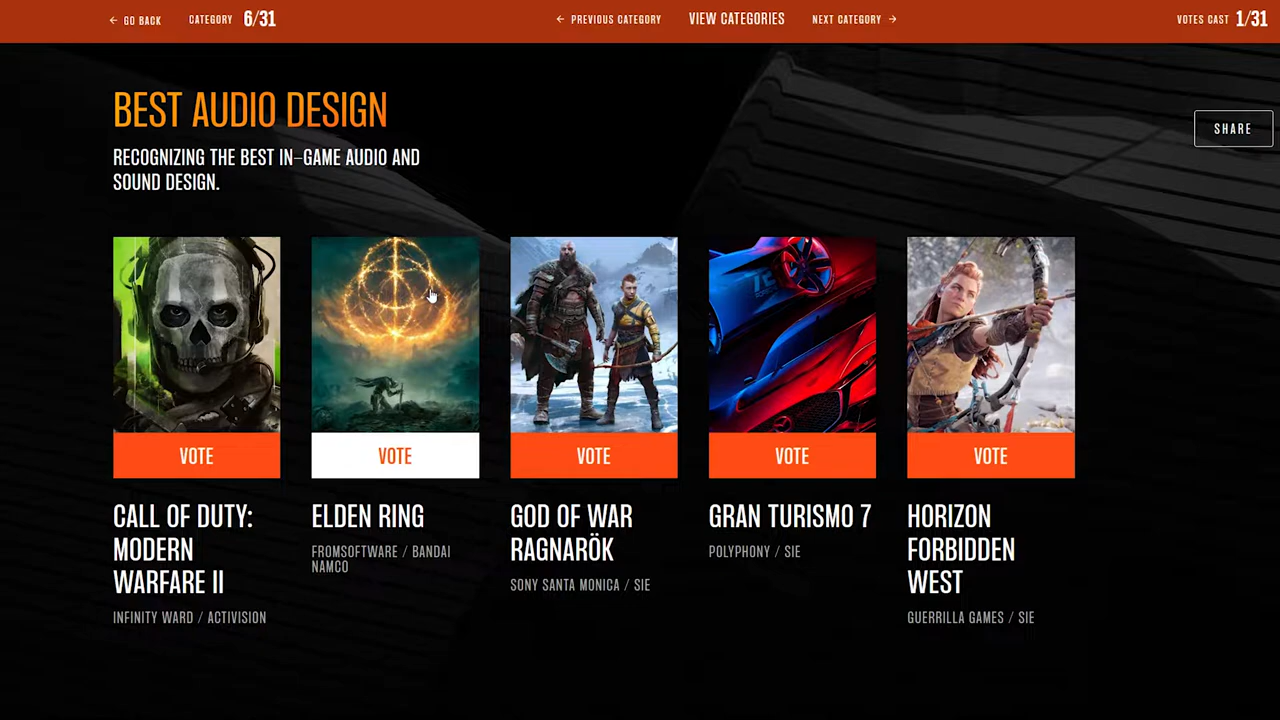 ← GO BACK
CATEGORY 6/31
← PREVIOUS CATEGORY
VIEW CATEGORIES
NEXT CATEGORY →
VOTES CAST 1/31
BEST AUDIO DESIGN
SHARE
RECOGNIZING THE BEST IN-GAME AUDIO AND
SOUND DESIGN.
VOTE
VOTE
VOTE
VOTE
VOTE
CALL OF DUTY:
MODERN
WARFARE II
INFINITY WARD / ACTIVISION
ELDEN RING
FROMSOFTWARE / BANDAI
NAMCO
GOD OF WAR
RAGNARÖK
SONY SANTA MONICA / SIE
GRAN TURISMO 7
POLYPHONY / SIE
HORIZON
FORBIDDEN
WEST
GUERRILLA GAMES / SIE